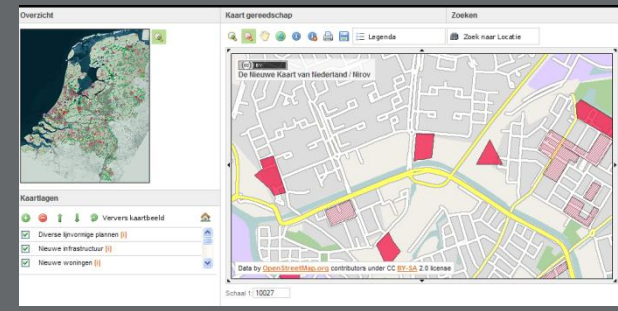 Overzicht
Kaart gereedschap
Zoeken
Legenda
Zoek naar Locatie
De Nieuwe Kaart van Nederland / Nirov
Kaartlagen
Ververs kaartbeeld
Diverse lijnvormige plannen [i]
Nieuwe infrastructuur [i]
Nieuwe woningen [i]
Data by OpenStreetMap.org contributors under CC BY-SA 2.0 license
Schaal 1: 10027